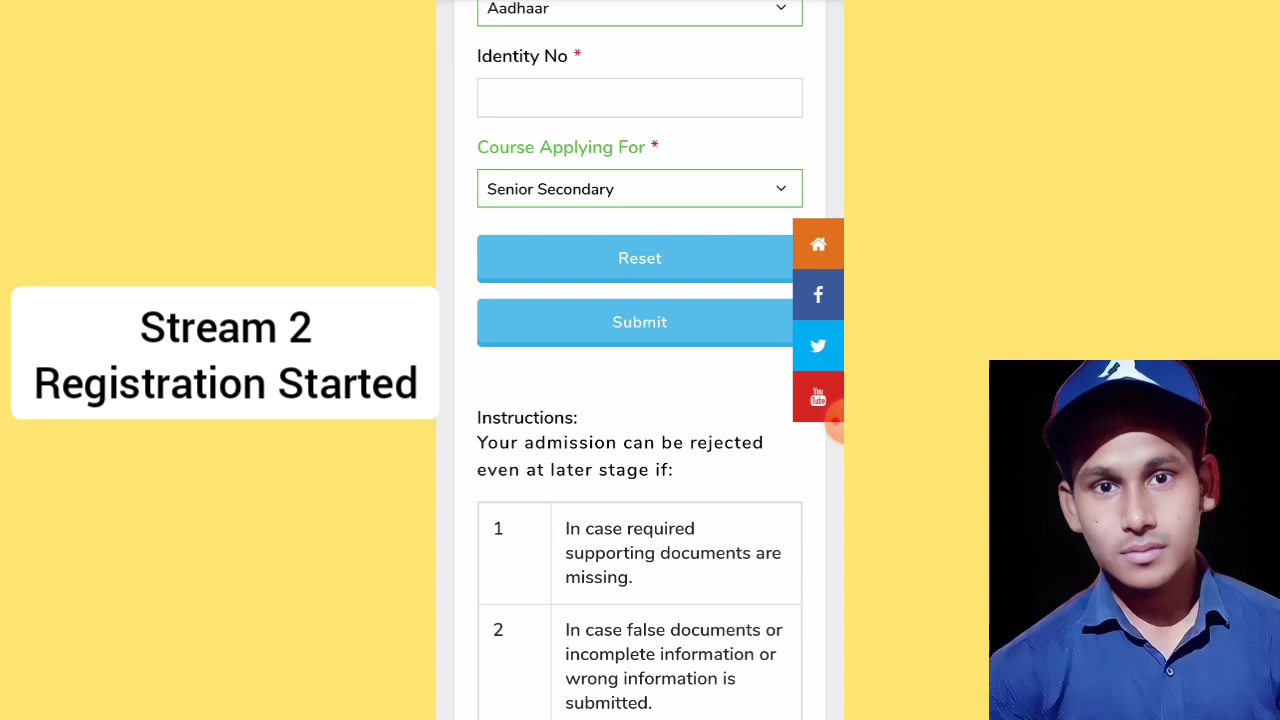 Aadhaar
Identity No *
Course Applying For *
Senior Secondary
Reset
Submit
Stream 2
Registration Started
You
Tube
Instructions:
Your admission can be rejected
even at later stage if:
1 In case required
supporting documents are
missing.
2 In case false documents or
incomplete information or
wrong information is
submitted.